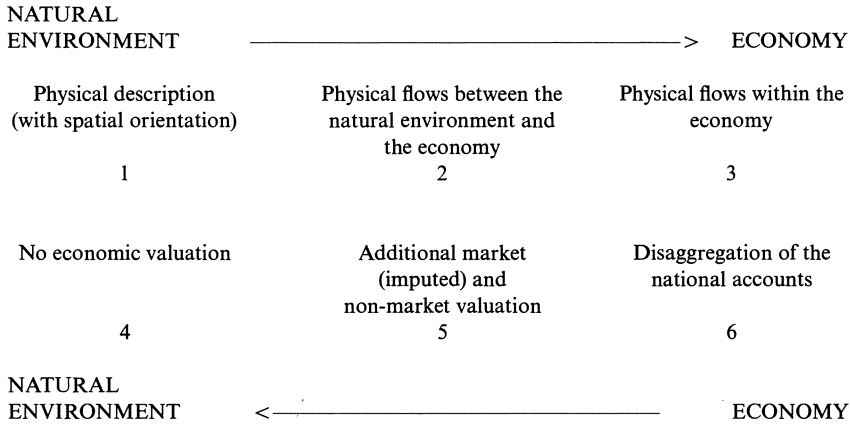 NATURAL
ENVIRONMENT > ECONOMY
Physical description Physical flows between the Physical flows within the
(with spatial orientation) natural environment and economy
the economy
1 2 3
No economic valuation Additional market Disaggregation of the
(imputed) and national accounts
non-market valuation
4 5 6
NATURAL
ENVIRONMENT < ECONOMY